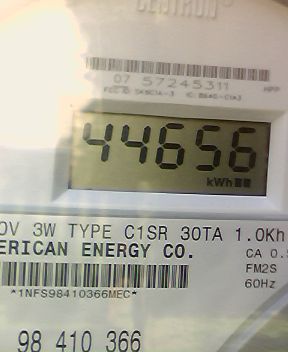 CENTRON®
07 57245311
44656
kWh
0V 3W TYPE C1SR 30TA 1.0Kh
ERICAN ENERGY CO.
CA 0.5
FM2S
60Hz
*1NFS98410366MEC*
98 410 366